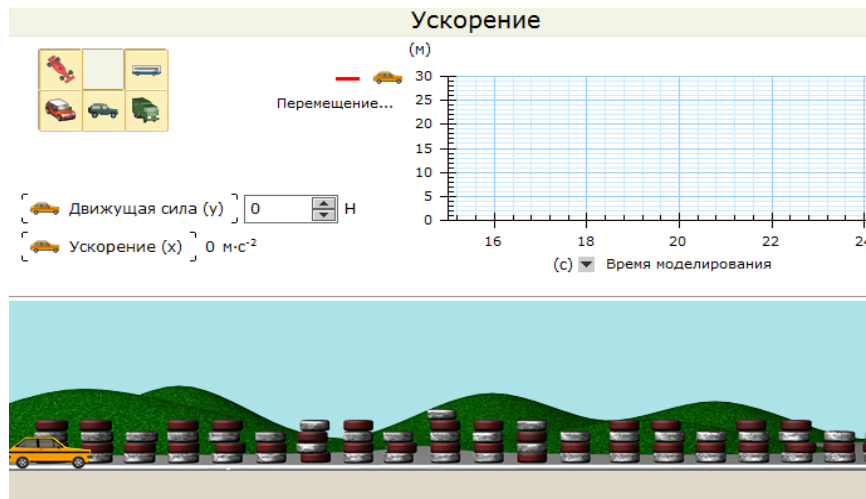 Ускорение
(м)
Перемещение...
30
25
20
15
10
5
0
16 18 20 22 24
(с) Время моделирования
Движущая сила (y) 0 Н
Ускорение (x) 0 м·с⁻²